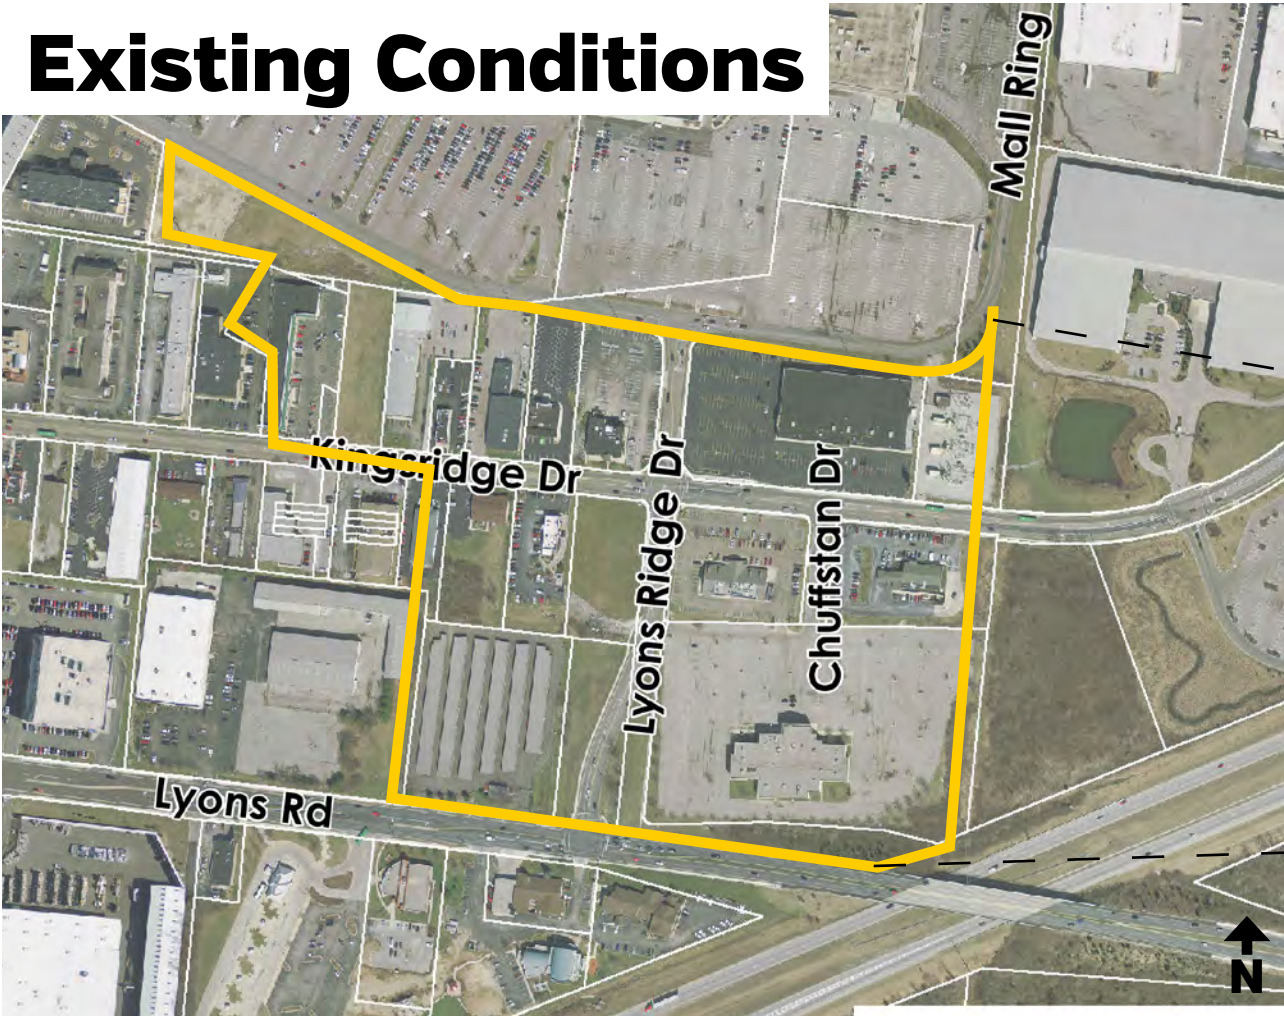 Existing Conditions
Mall Ring
Kingsridge Dr
Lyons Ridge Dr
Chuffstan Dr
Lyons Rd
N